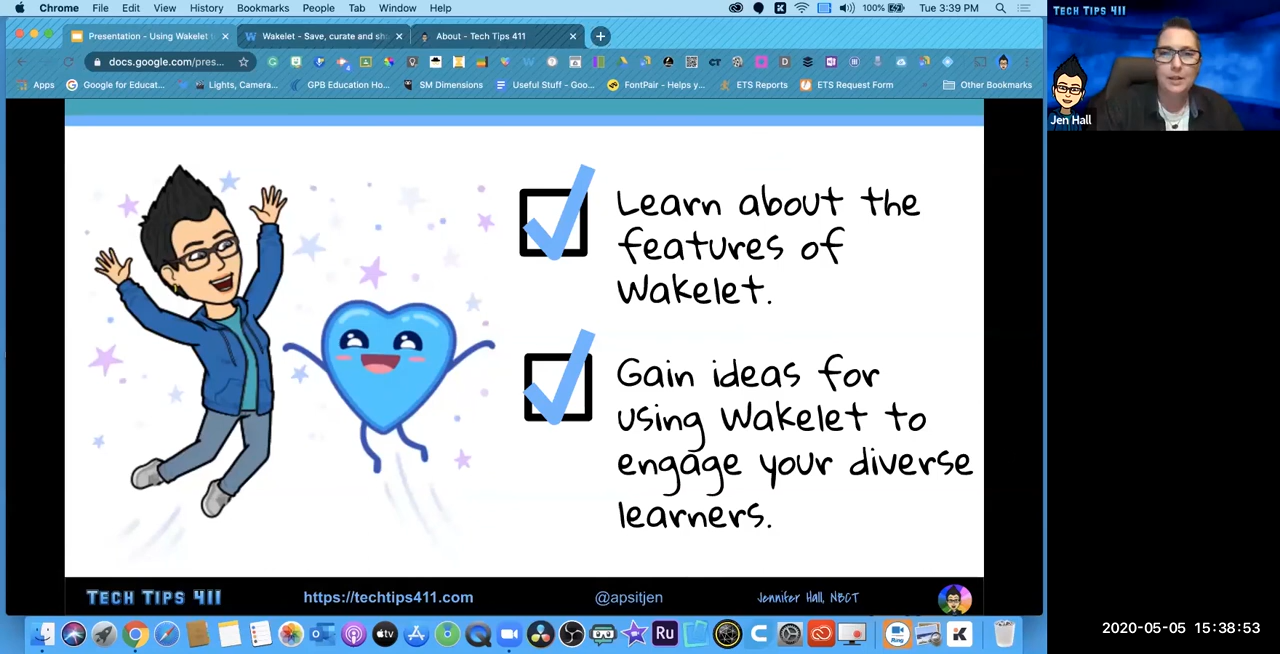 Chrome File Edit View History Bookmarks People Tab Window Help
100% Tue 3:39 PM
Presentation - Using Wakelet t
Wakelet - Save, curate and sh
About - Tech Tips 411
docs.google.com/pres...
Apps
Google for Educat...
Lights, Camera...
GPB Education Ho...
SM Dimensions
Useful Stuff - Goo...
FontPair - Helps y...
ETS Reports
ETS Request Form
Other Bookmarks
TECH TIPS 411
Jen Hall
Learn about the
features of
Wakelet.
Gain ideas for
using Wakelet to
engage your diverse
learners.
TECH TIPS 411
https://techtips411.com
@apsitjen
Jennifer Hall, NBCT
tv
Ru
Ring
K
2020-05-05 15:38:53